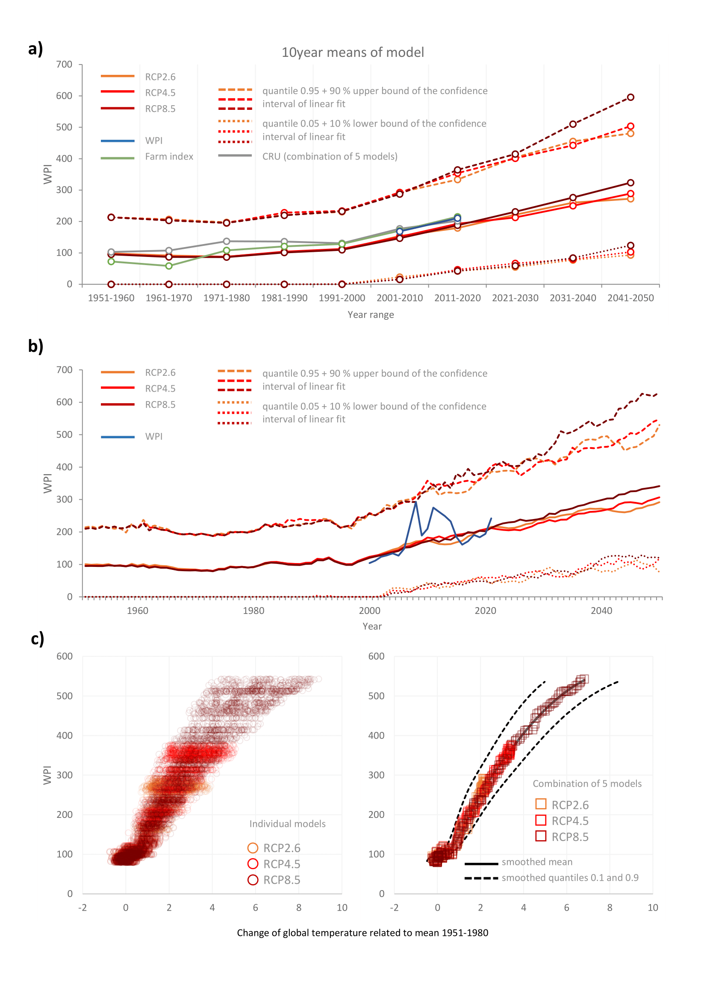 a)
10year means of model
700
600
500
400
300
200
100
0
WPI
RCP2.6
RCP4.5
RCP8.5
WPI
Farm index
quantile 0.95 + 90 % upper bound of the confidence
interval of linear fit
quantile 0.05 + 10 % lower bound of the confidence
interval of linear fit
CRU (combination of 5 models)
1951-1960 1961-1970 1971-1980 1981-1990 1991-2000 2001-2010 2011-2020 2021-2030 2031-2040 2041-2050
Year range
b)
700
600
500
400
300
200
100
0
WPI
RCP2.6
RCP4.5
RCP8.5
WPI
quantile 0.95 + 90 % upper bound of the confidence
interval of linear fit
quantile 0.05 + 10 % lower bound of the confidence
interval of linear fit
1960 1980 2000 2020 2040
Year
c)
600
500
400
300
200
100
0
WPI
Individual models
RCP2.6
RCP4.5
RCP8.5
-2 0 2 4 6 8 10
600
500
400
300
200
100
0
Combination of 5 models
RCP2.6
RCP4.5
RCP8.5
smoothed mean
smoothed quantiles 0.1 and 0.9
-2 0 2 4 6 8 10
Change of global temperature related to mean 1951-1980